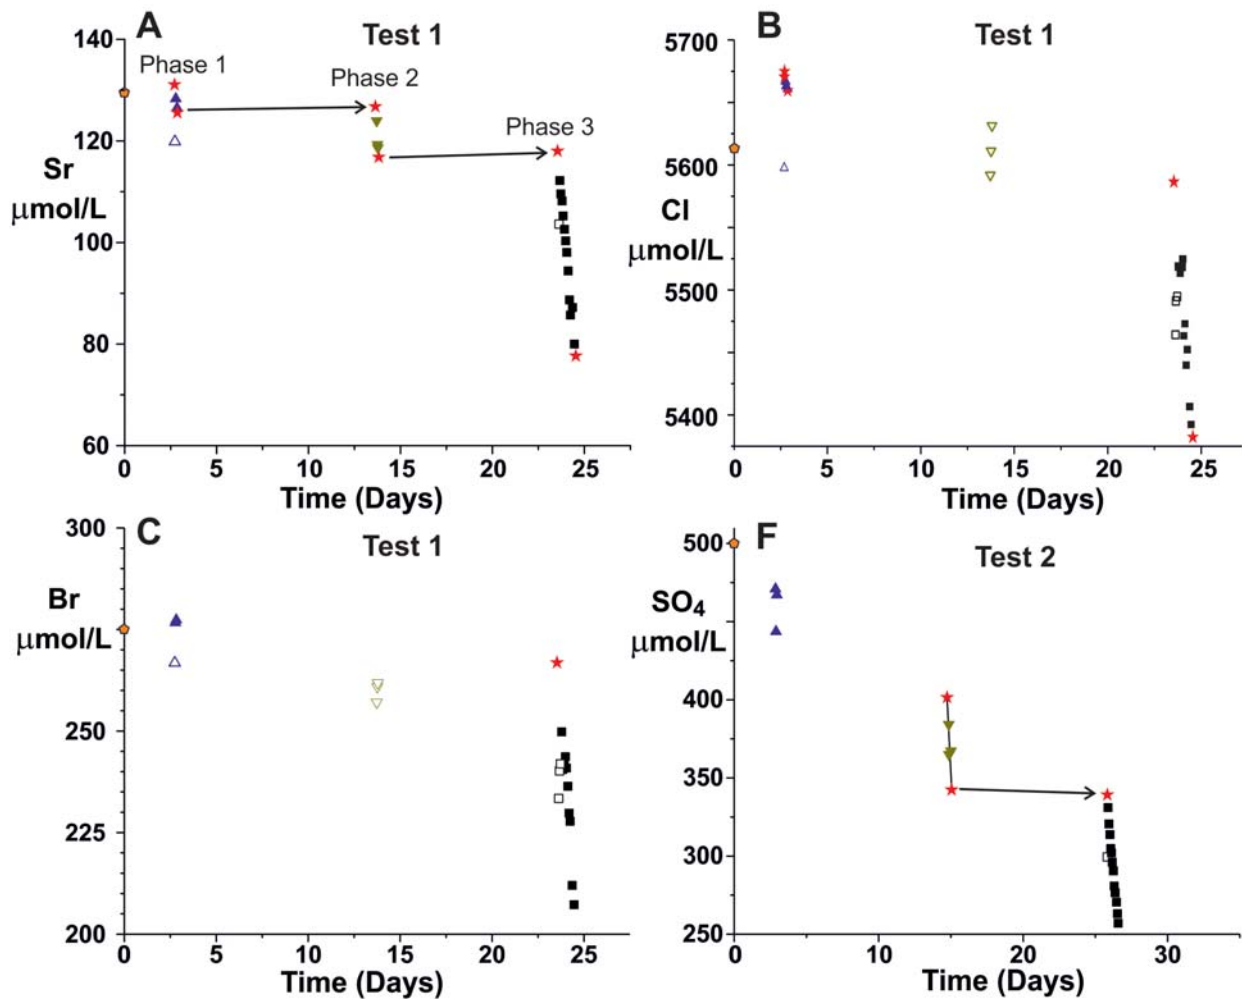 A
Test 1
140
120
100
80
60
Sr
μmol/L
Phase 1
Phase 2
Phase 3
0 5 10 15 20 25
Time (Days)
B
Test 1
5700
5600
5500
5400
Cl
μmol/L
0 5 10 15 20 25
Time (Days)
C
Test 1
300
250
225
200
Br
μmol/L
0 5 10 15 20 25
Time (Days)
F
Test 2
500
400
350
300
250
SO₄
μmol/L
0 10 20 30
Time (Days)